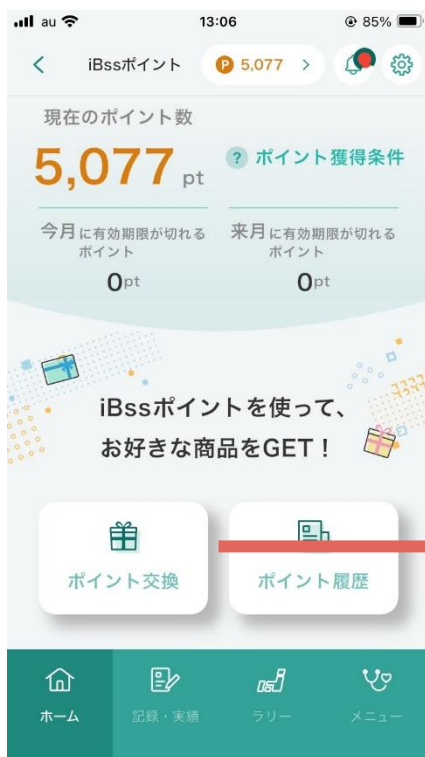 au 13:06 85%
iBssポイント P 5,077 >
現在のポイント数
5,077 pt
? ポイント獲得条件
今月に有効期限が切れるポイント
0pt
来月に有効期限が切れるポイント
0pt
iBssポイントを使って、
お好きな商品をGET！
ポイント交換
ポイント履歴
ホーム 記録・実績 ラリー メニュー